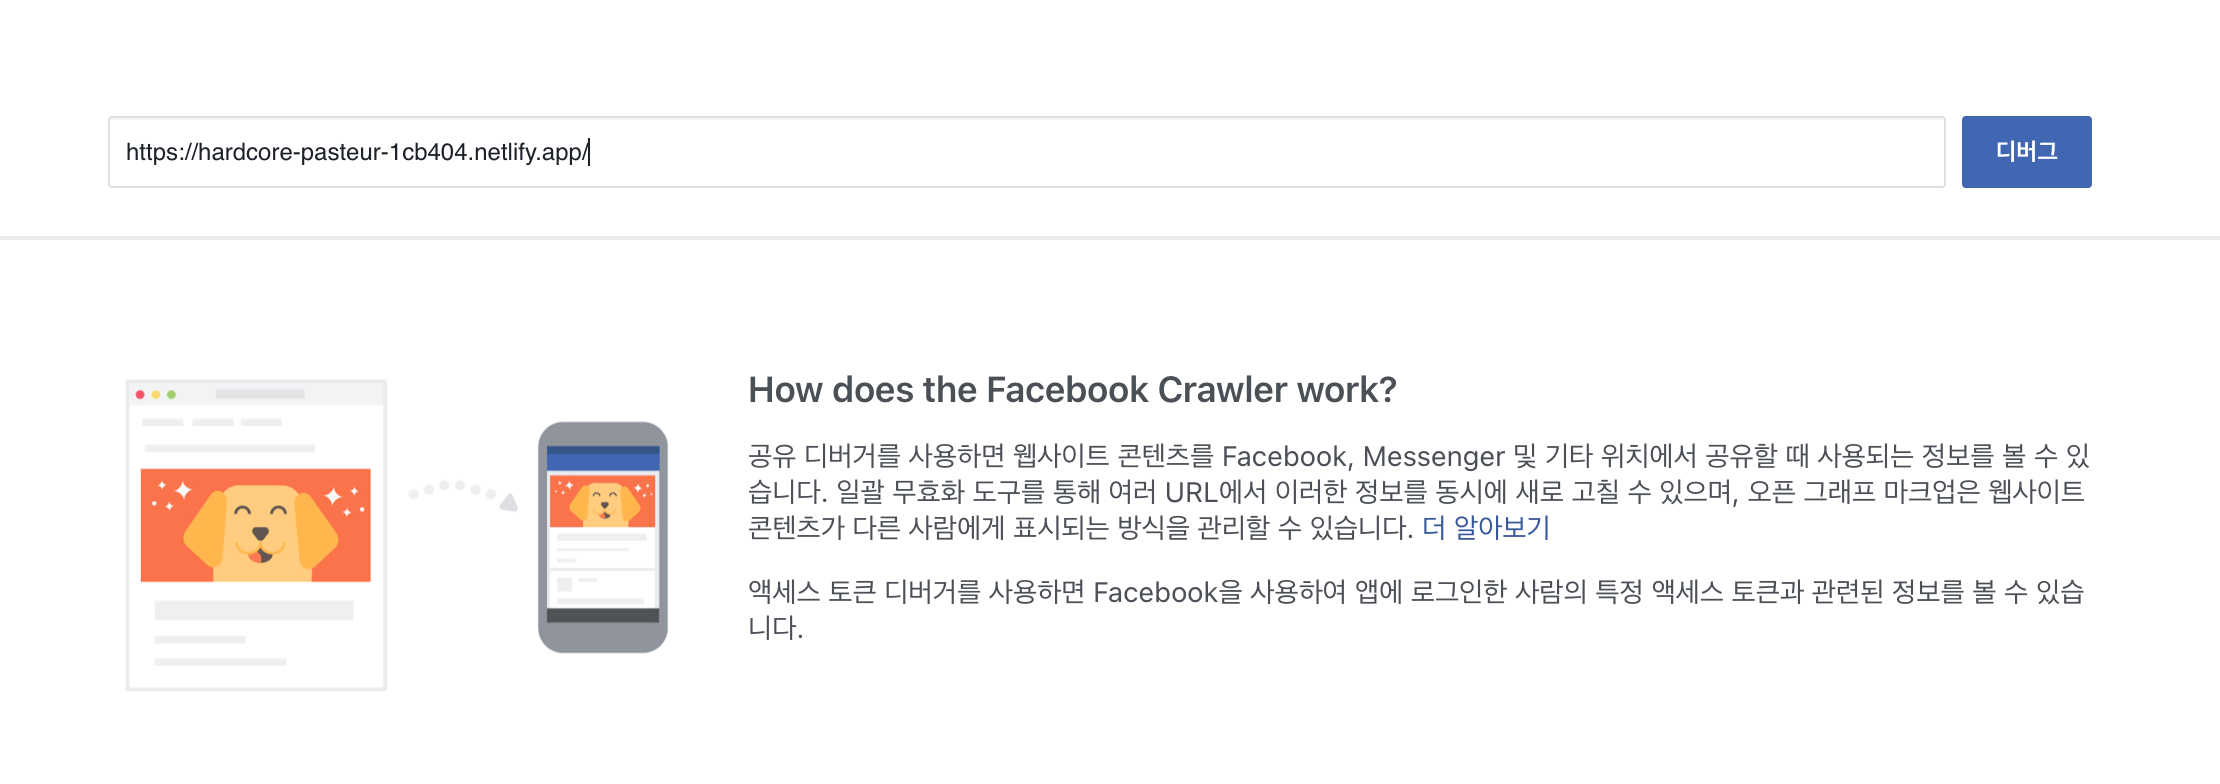 https://hardcore-pasteur-1cb404.netlify.app/
디버그
How does the Facebook Crawler work?
공유 디버거를 사용하면 웹사이트 콘텐츠를 Facebook, Messenger 및 기타 위치에서 공유할 때 사용되는 정보를 볼 수 있
습니다. 일괄 무효화 도구를 통해 여러 URL에서 이러한 정보를 동시에 새로 고칠 수 있으며, 오픈 그래프 마크업은 웹사이트
콘텐츠가 다른 사람에게 표시되는 방식을 관리할 수 있습니다. 더 알아보기
액세스 토큰 디버거를 사용하면 Facebook을 사용하여 앱에 로그인한 사람의 특정 액세스 토큰과 관련된 정보를 볼 수 있습
니다.